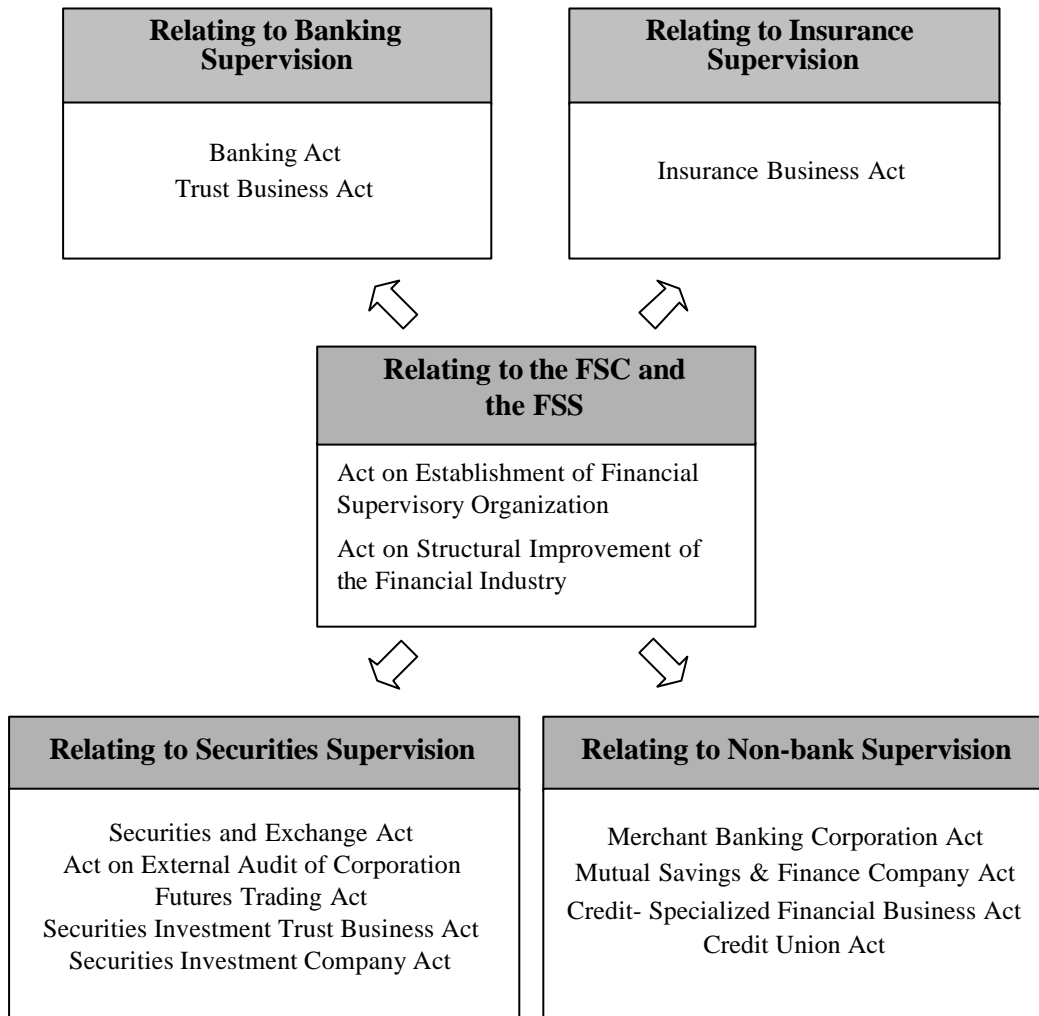 Relating to Banking
Supervision
Banking Act
Trust Business Act
Relating to Insurance
Supervision
Insurance Business Act
Relating to the FSC and
the FSS
Act on Establishment of Financial
Supervisory Organization
Act on Structural Improvement of
the Financial Industry
Relating to Securities Supervision
Securities and Exchange Act
Act on External Audit of Corporation
Futures Trading Act
Securities Investment Trust Business Act
Securities Investment Company Act
Relating to Non-bank Supervision
Merchant Banking Corporation Act
Mutual Savings & Finance Company Act
Credit- Specialized Financial Business Act
Credit Union Act